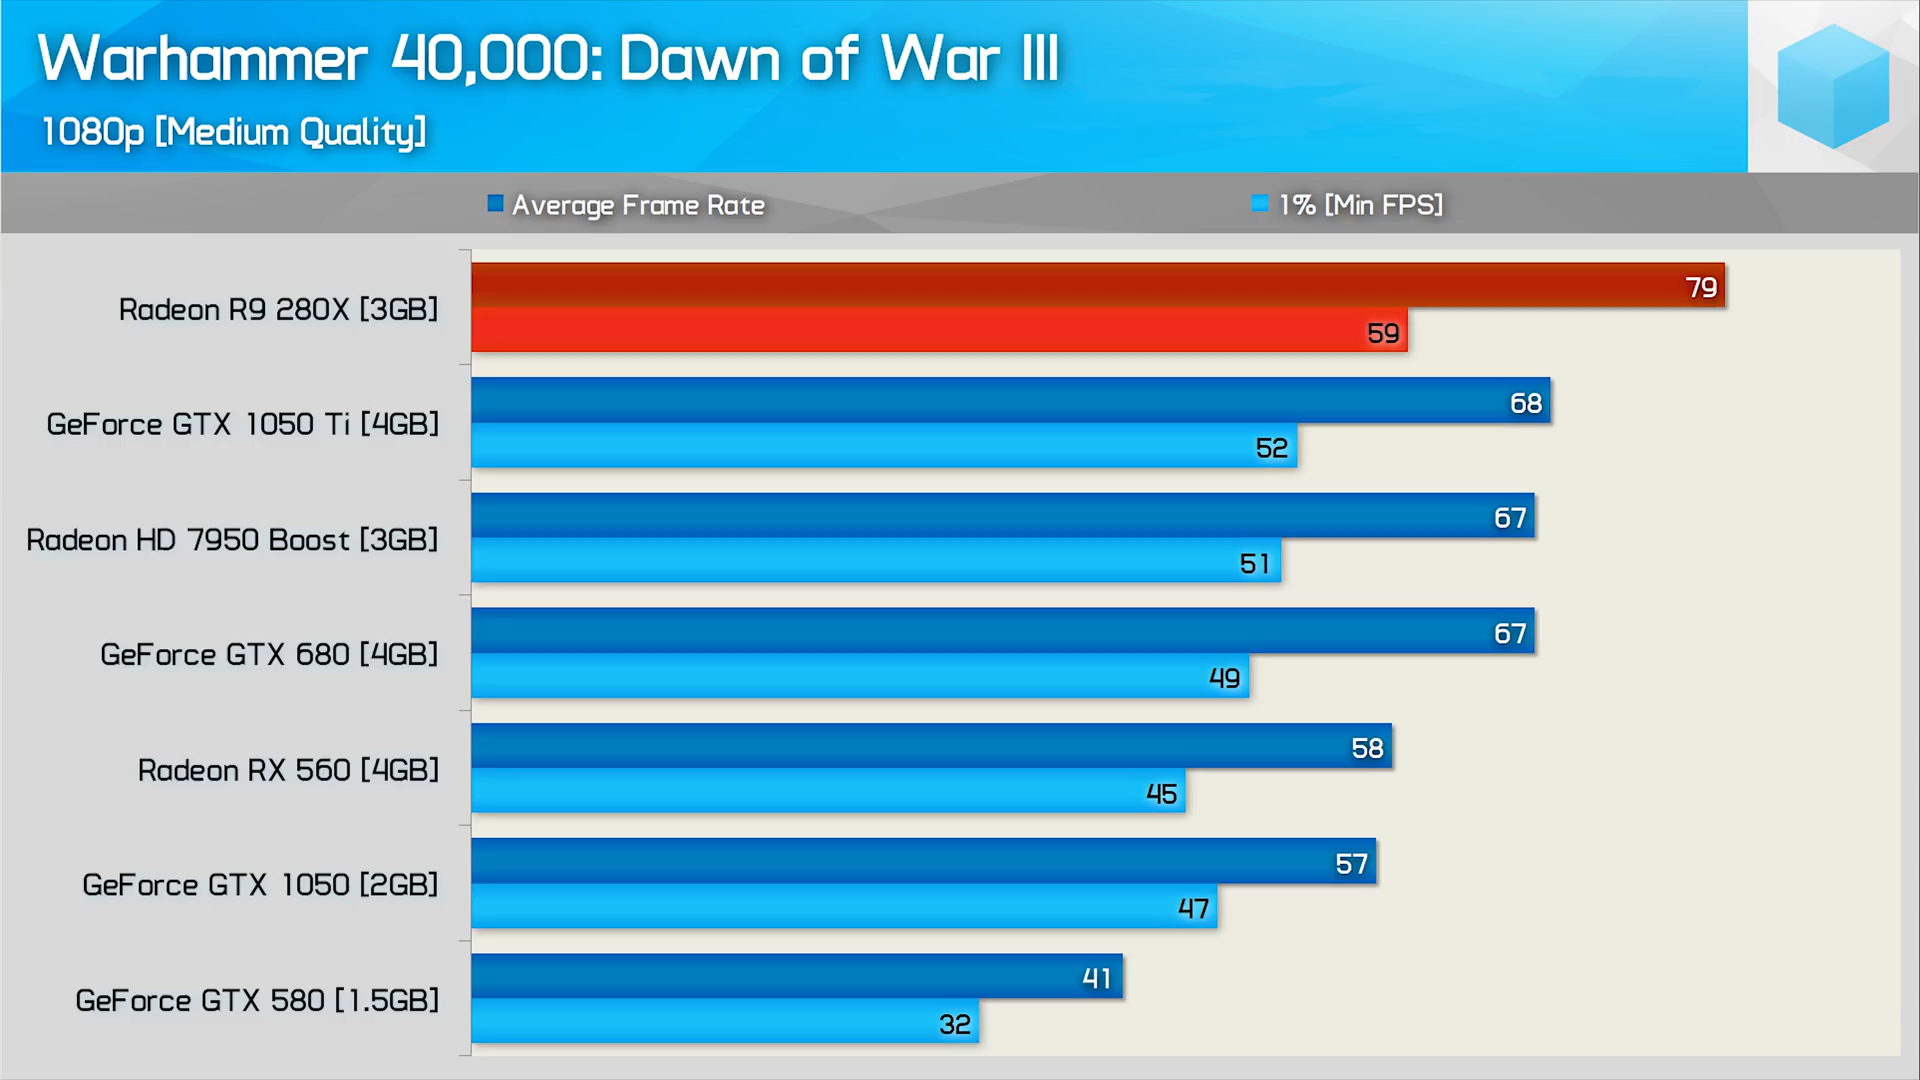 Warhammer 40,000: Dawn of War III
1080p [Medium Quality]
Average Frame Rate
1% [Min FPS]
Radeon R9 280X [3GB]
79
59
GeForce GTX 1050 Ti [4GB]
68
52
Radeon HD 7950 Boost [3GB]
67
51
GeForce GTX 680 [4GB]
67
49
Radeon RX 560 [4GB]
58
45
GeForce GTX 1050 [2GB]
57
47
GeForce GTX 580 [1.5GB]
41
32